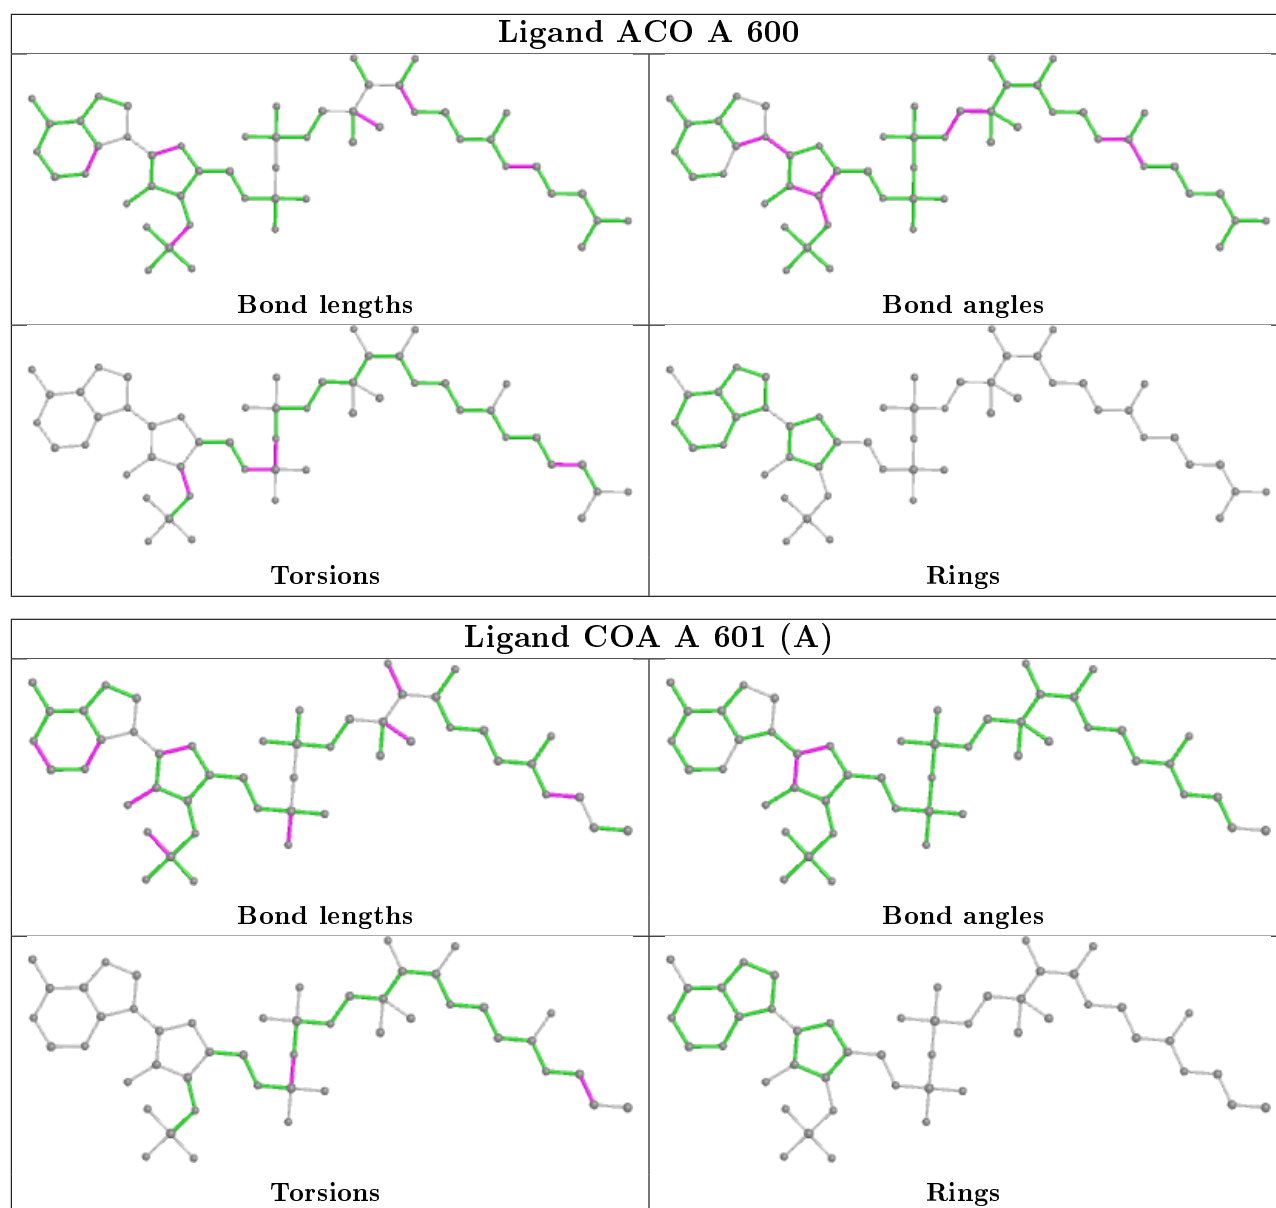 Ligand ACO A 600
Bond lengths
Bond angles
Torsions
Rings
Ligand COA A 601 (A)
Bond lengths
Bond angles
Torsions
Rings